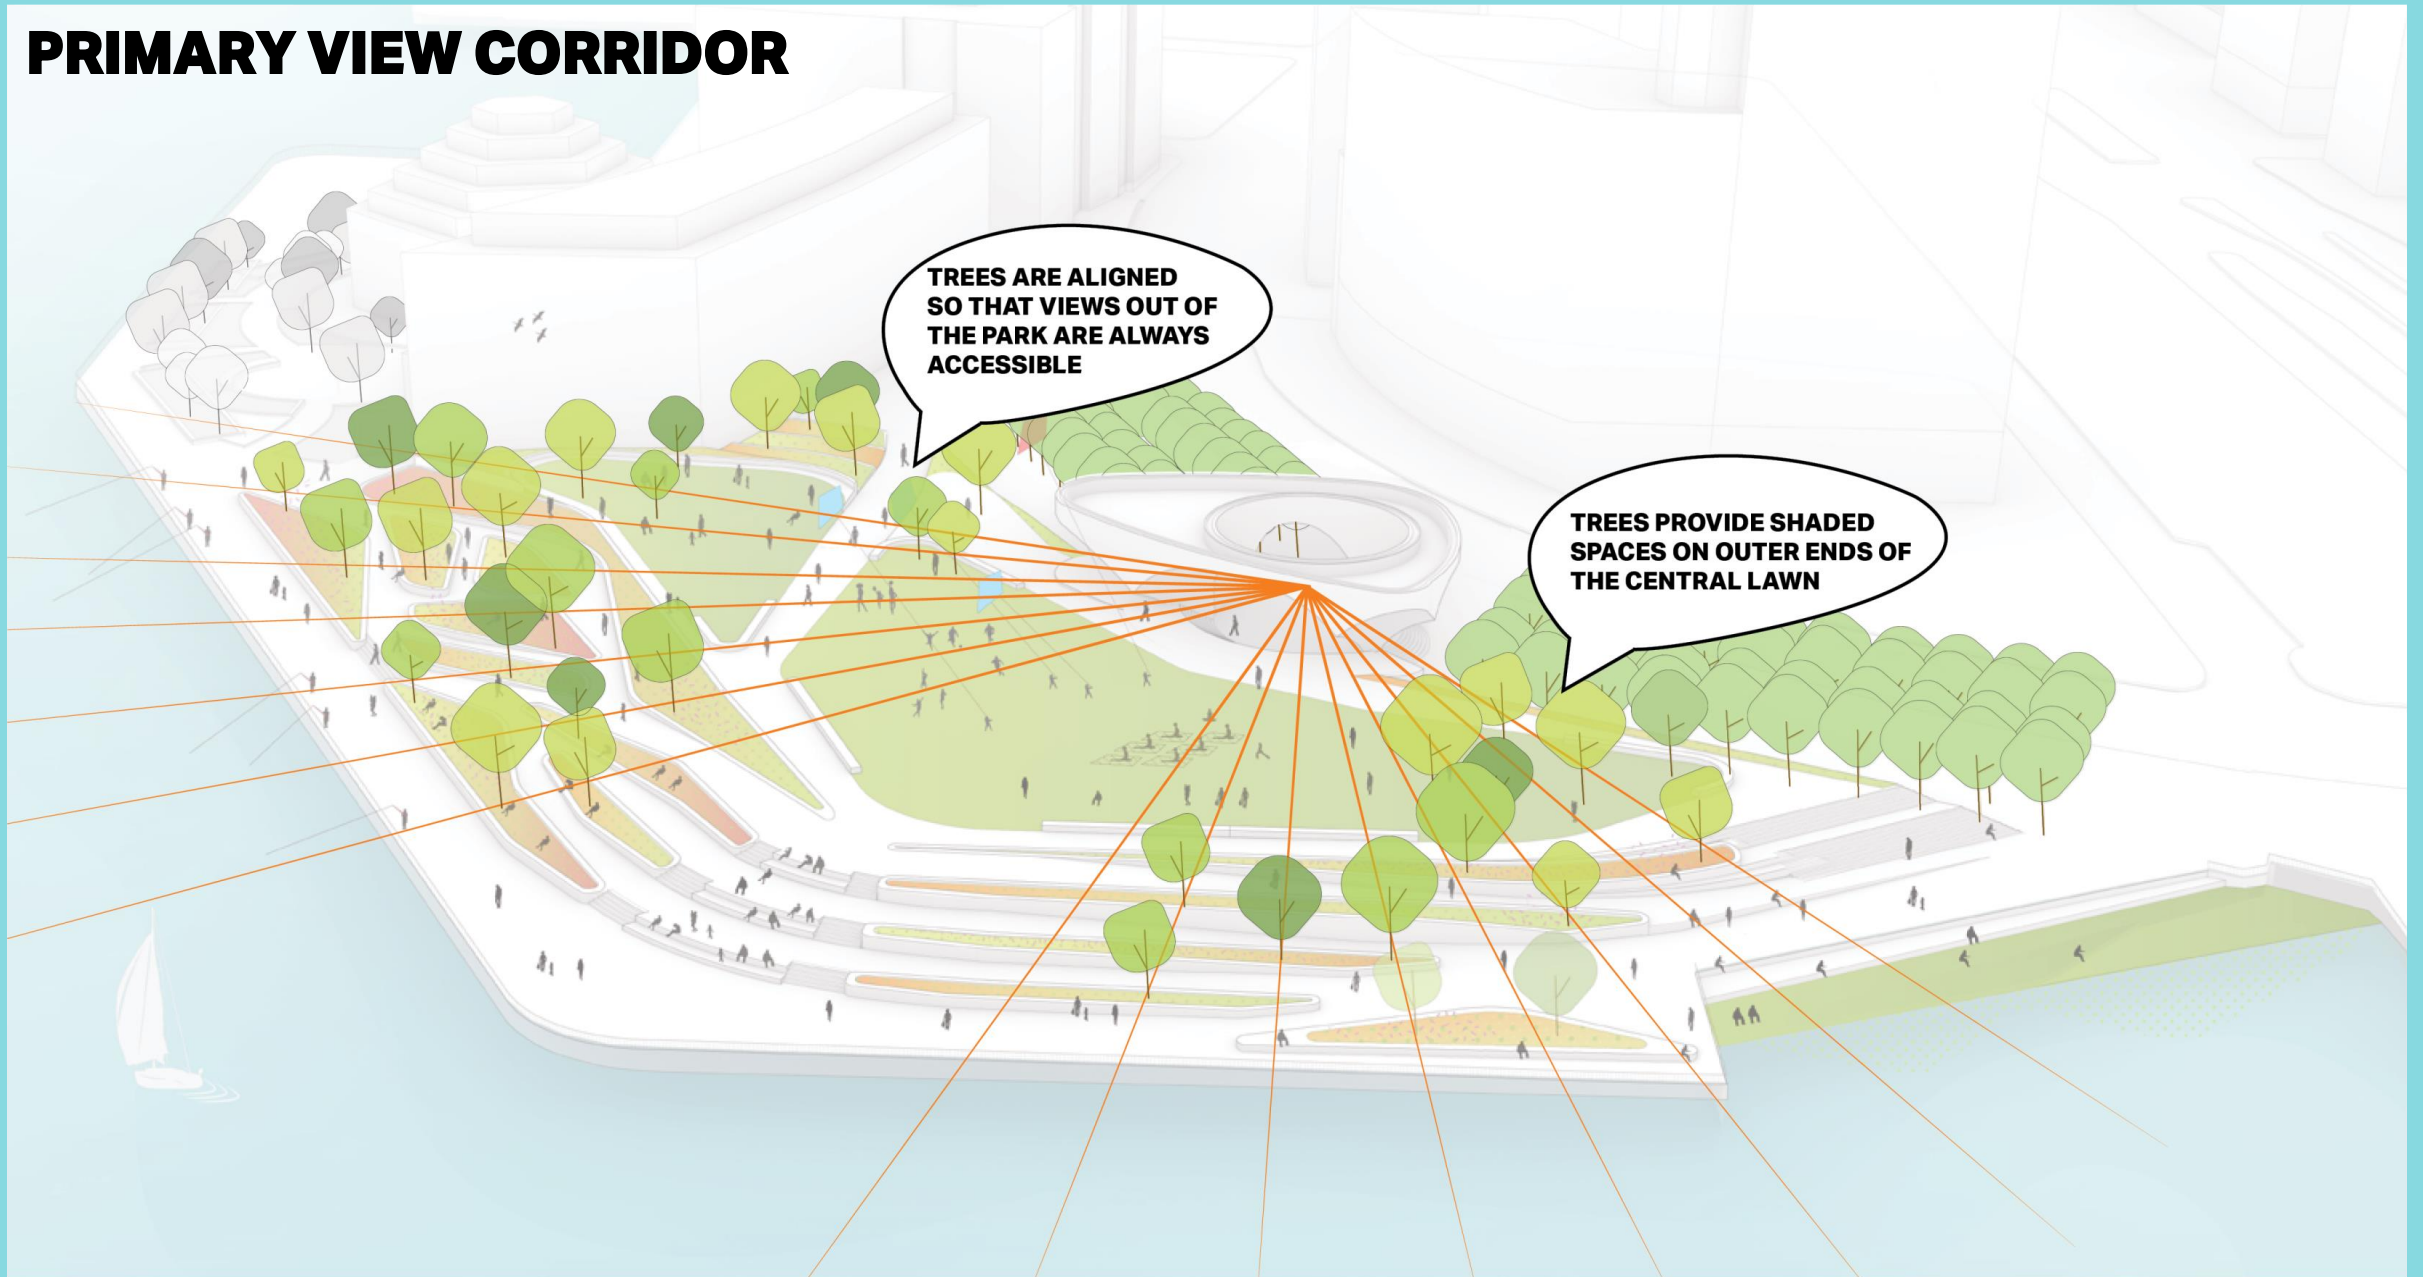 PRIMARY VIEW CORRIDOR
TREES ARE ALIGNED
SO THAT VIEWS OUT OF
THE PARK ARE ALWAYS
ACCESSIBLE
TREES PROVIDE SHADED
SPACES ON OUTER ENDS OF
THE CENTRAL LAWN